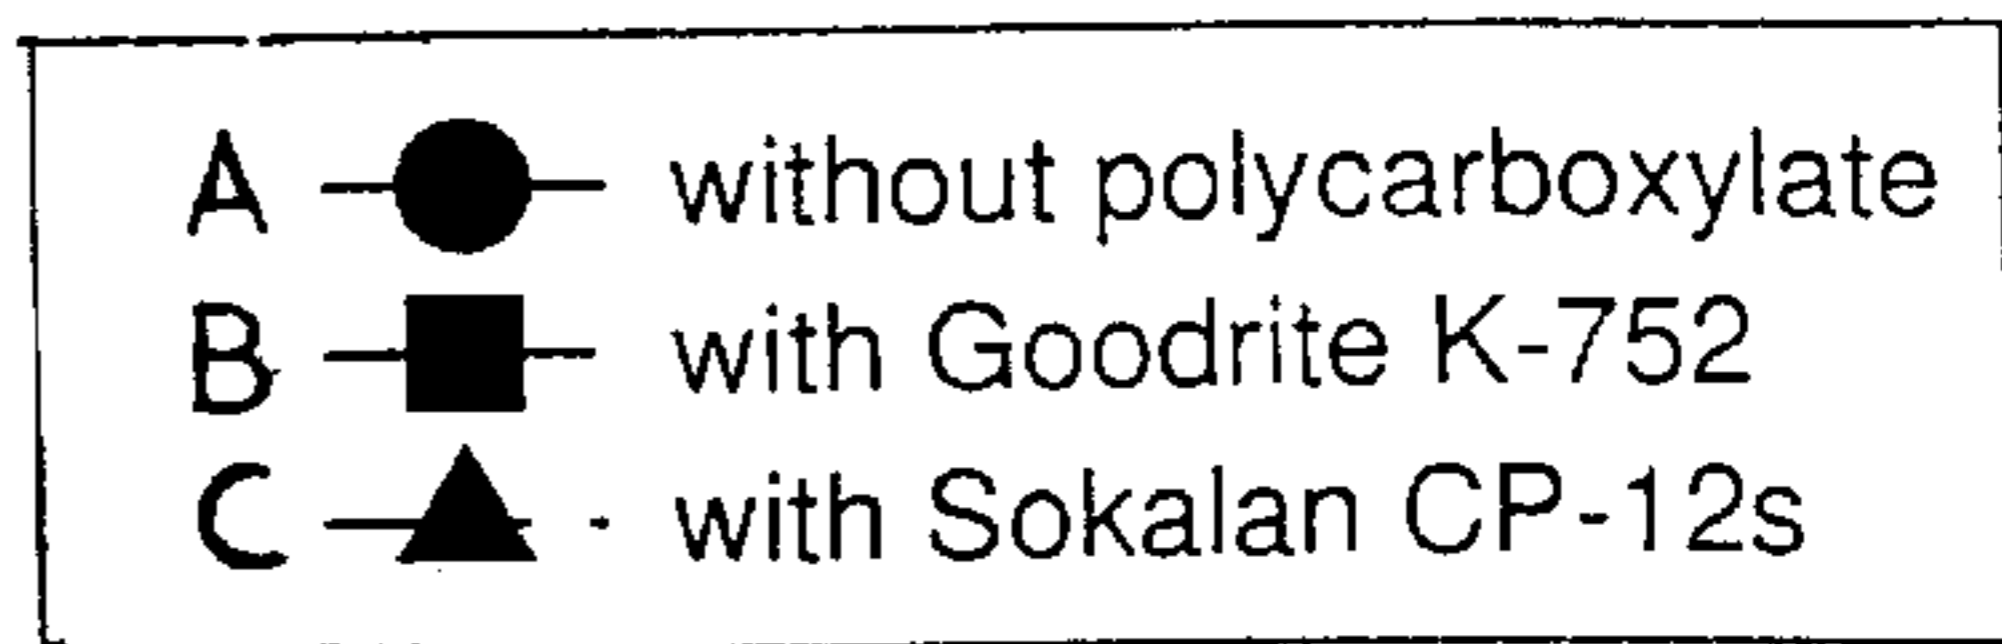 A without polycarboxylate
B with Goodrite K-752
C with Sokalan CP-12s